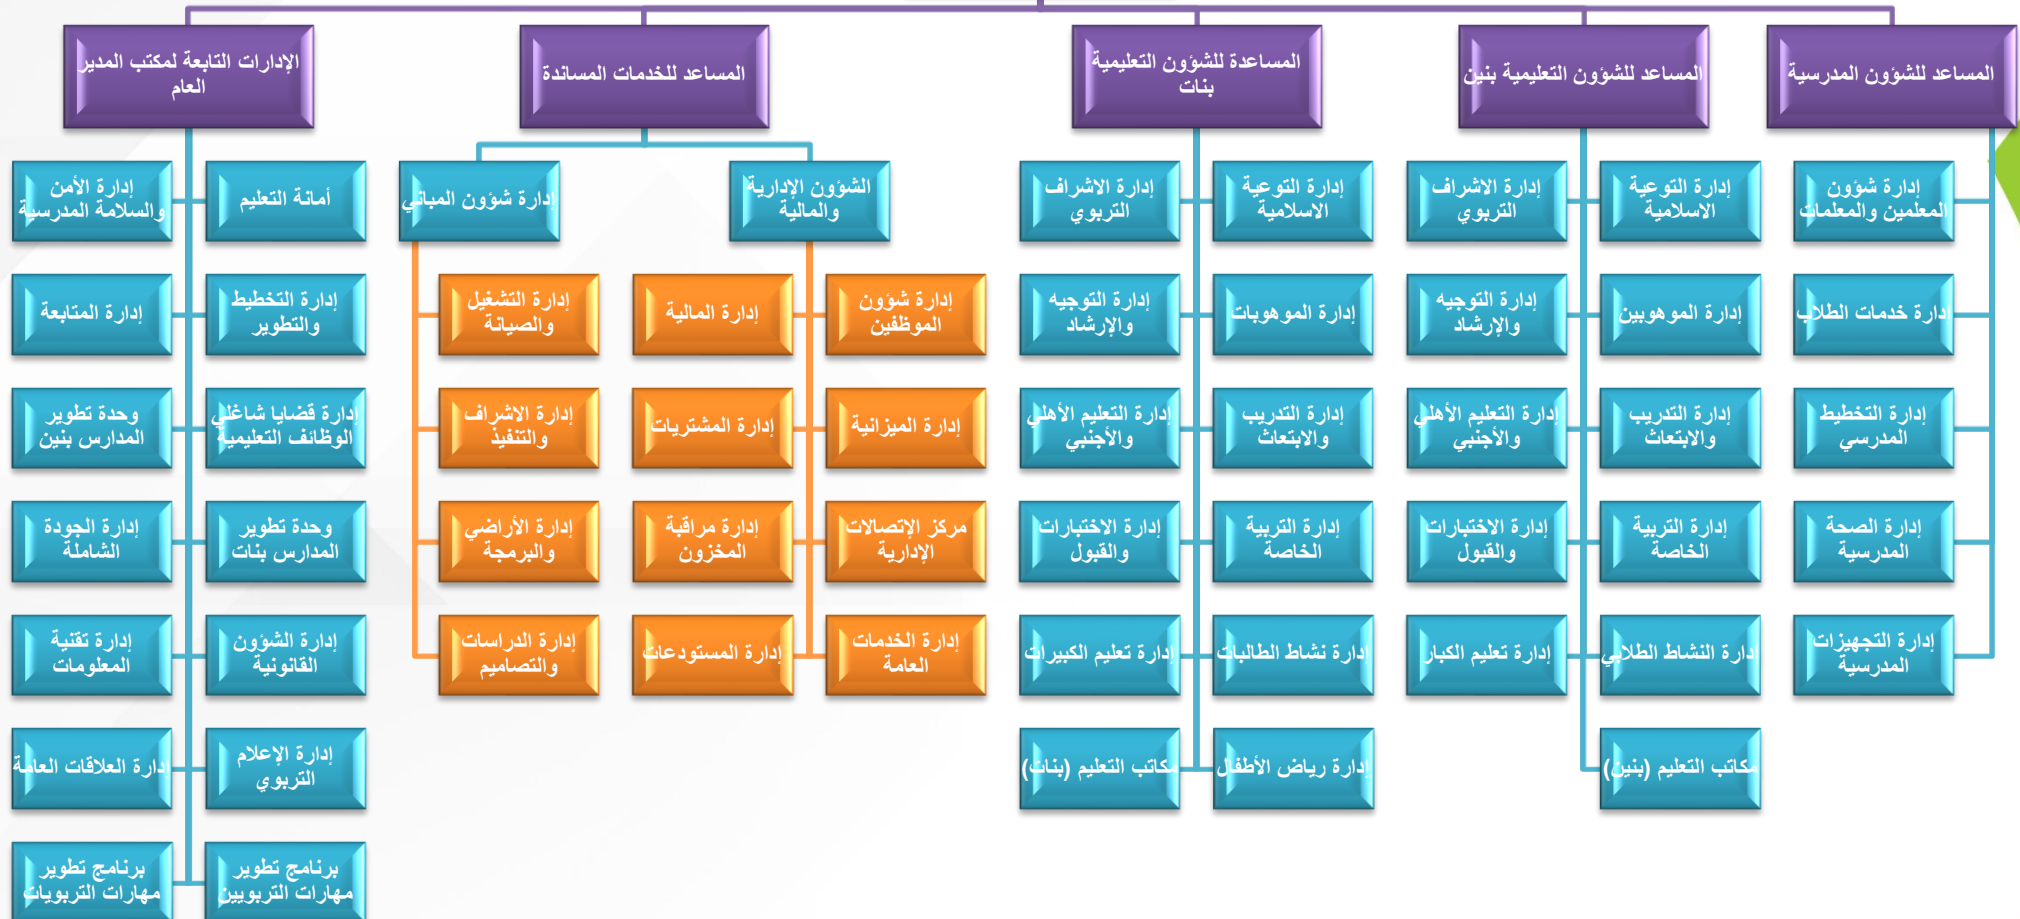 المساعد للشؤون المدرسية
المساعد للشؤون التعليمية بنين
المساعدة للشؤون التعليمية
بنات
المساعد للخدمات المساندة
الإدارات التابعة لمكتب المدير
العام
إدارة شؤون
المعلمين والمعلمات
إدارة خدمات الطلاب
إدارة التخطيط
المدرسي
إدارة الصحة
المدرسية
إدارة التجهيزات
المدرسية
إدارة التوعية
الاسلامية
إدارة الاشراف
التربوي
إدارة الموهوبين
إدارة التوجيه
والإرشاد
إدارة التدريب
والابتعاث
إدارة التعليم الأهلي
والأجنبي
إدارة التربية
الخاصة
إدارة الاختبارات
والقبول
إدارة النشاط الطلابي
إدارة تعليم الكبار
مكاتب التعليم (بنين)
إدارة التوعية
الاسلامية
إدارة الاشراف
التربوي
إدارة الموهوبات
إدارة التوجيه
والإرشاد
إدارة التدريب
والابتعاث
إدارة التعليم الأهلي
والأجنبي
إدارة التربية
الخاصة
إدارة الاختبارات
والقبول
إدارة نشاط الطالبات
إدارة تعليم الكبيرات
إدارة رياض الأطفال
مكاتب التعليم (بنات)
الشؤون الإدارية
والمالية
إدارة شؤون
الموظفين
إدارة المالية
إدارة الميزانية
إدارة المشتريات
مركز الإتصالات
الإدارية
إدارة مراقبة
المخزون
إدارة الخدمات
العامة
إدارة المستودعات
إدارة شؤون المباني
إدارة التشغيل
والصيانة
إدارة الاشراف
والتنفيذ
إدارة الأراضي
والبرمجة
إدارة الدراسات
والتصاميم
أمانة التعليم
إدارة الأمن
والسلامة المدرسية
إدارة التخطيط
والتطوير
إدارة المتابعة
إدارة قضايا شاغلي
الوظائف التعليمية
وحدة تطوير
المدارس بنين
وحدة تطوير
المدارس بنات
إدارة الجودة
الشاملة
إدارة الشؤون
القانونية
إدارة تقنية
المعلومات
إدارة الإعلام
التربوي
إدارة العلاقات العامة
برنامج تطوير
مهارات التربويين
برنامج تطوير
مهارات التربويات